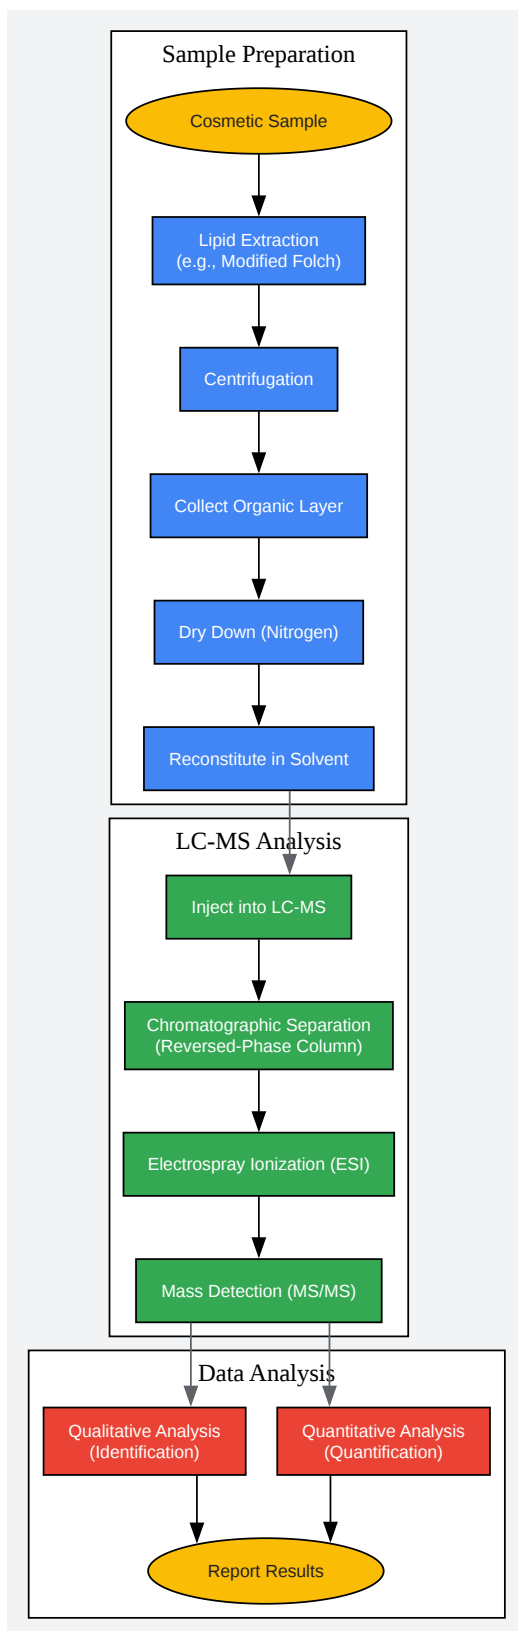 Sample Preparation
Cosmetic Sample
Lipid Extraction
(e.g., Modified Folch)
Centrifugation
Collect Organic Layer
Dry Down (Nitrogen)
Reconstitute in Solvent
LC-MS Analysis
Inject into LC-MS
Chromatographic Separation
(Reversed-Phase Column)
Electrospray Ionization (ESI)
Mass Detection (MS/MS)
Data Analysis
Qualitative Analysis
(Identification)
Quantitative Analysis
(Quantification)
Report Results